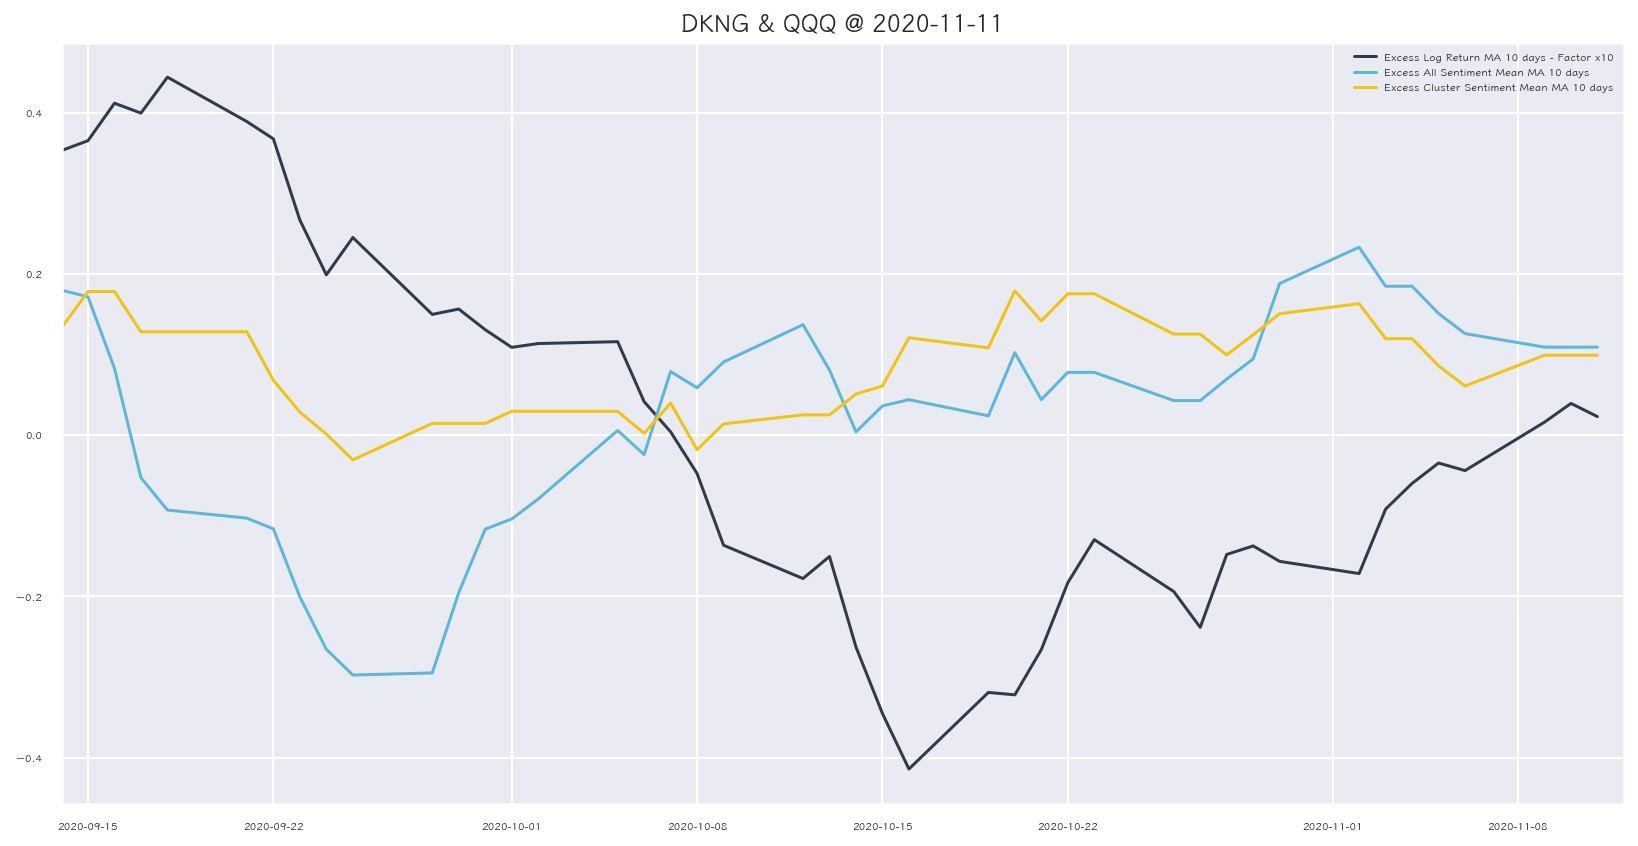 DKNG & QQQ @ 2020-11-11
Excess Log Return MA 10 days - Factor x10
Excess All Sentiment Mean MA 10 days
Excess Cluster Sentiment Mean MA 10 days
0.4
0.2
0.0
−0.2
−0.4
2020-09-15 2020-09-22 2020-10-01 2020-10-08 2020-10-15 2020-10-22 2020-11-01 2020-11-08